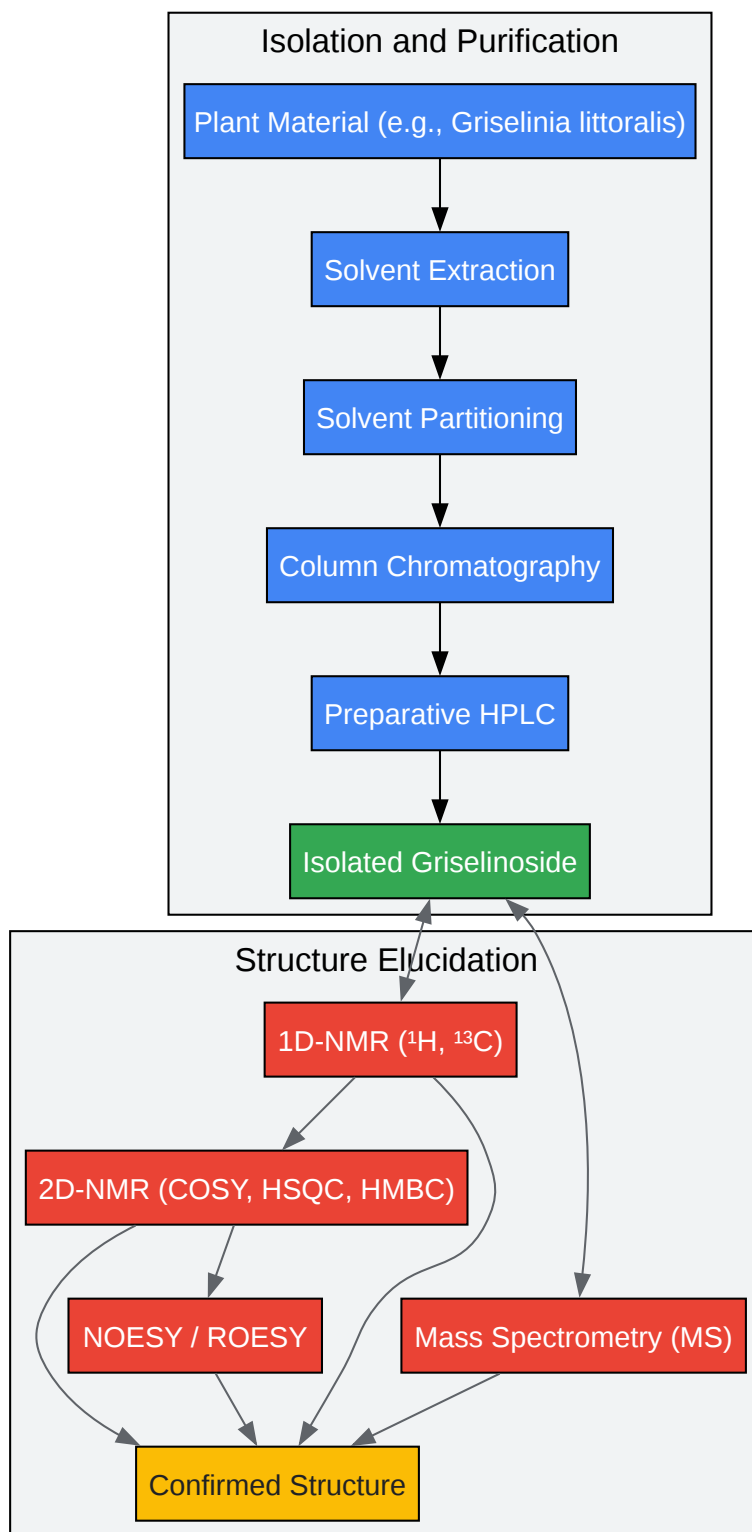 Isolation and Purification
Plant Material (e.g., Griselinia littoralis)
Solvent Extraction
Solvent Partitioning
Column Chromatography
Preparative HPLC
Isolated Griselinoside
Structure Elucidation
1D-NMR (¹H, ¹³C)
2D-NMR (COSY, HSQC, HMBC)
NOESY / ROESY
Mass Spectrometry (MS)
Confirmed Structure